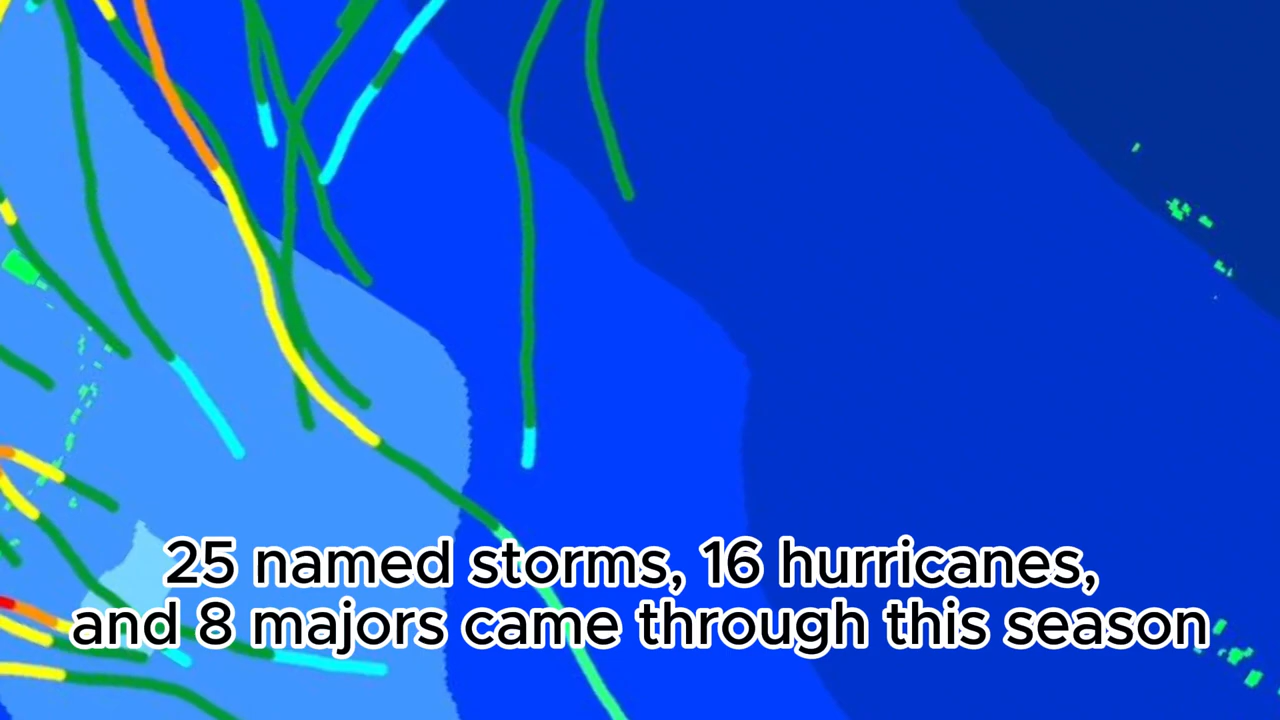 25 named storms, 16 hurricanes,
and 8 majors came through this season